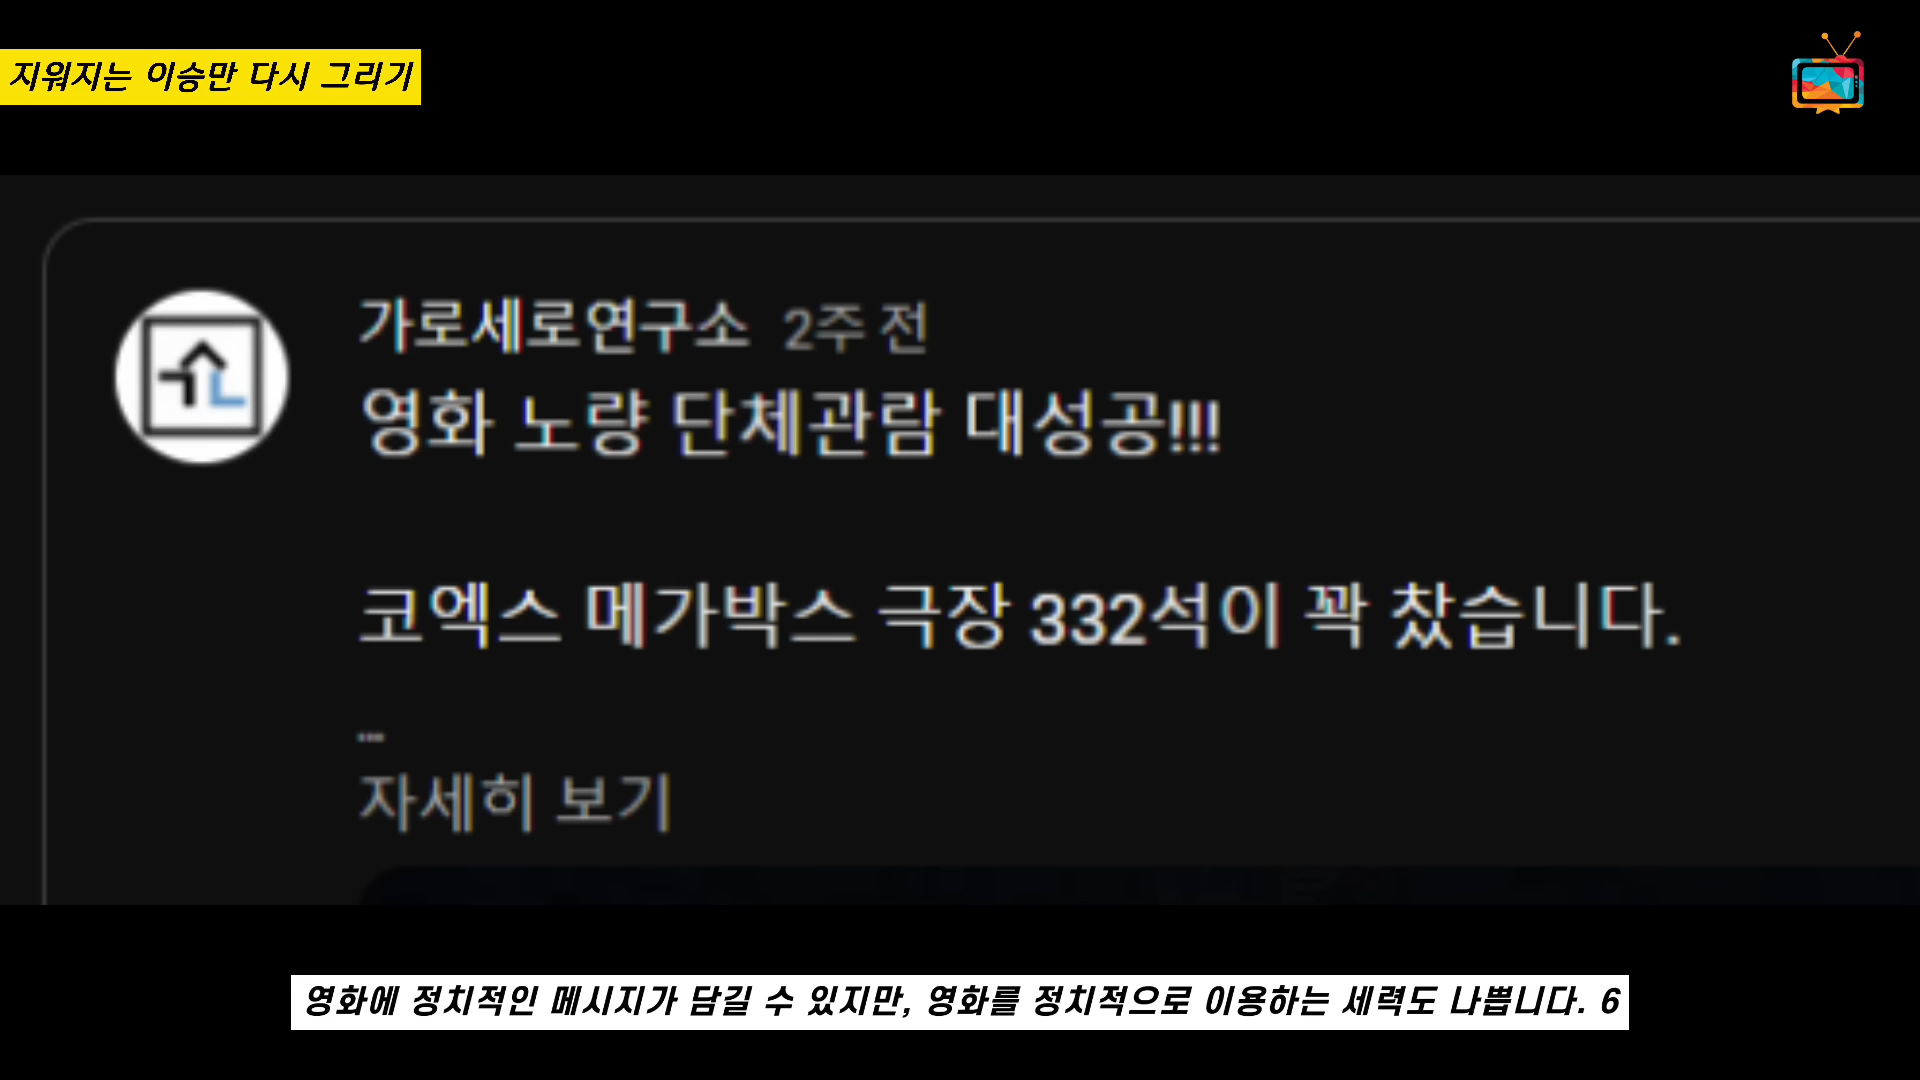 지워지는 이승만 다시 그리기
가로세로연구소 2주 전
영화 노량 단체관람 대성공!!!
코엑스 메가박스 극장 332석이 꽉 찼습니다.
...
자세히 보기
영화에 정치적인 메시지가 담길 수 있지만, 영화를 정치적으로 이용하는 세력도 나쁩니다. 6